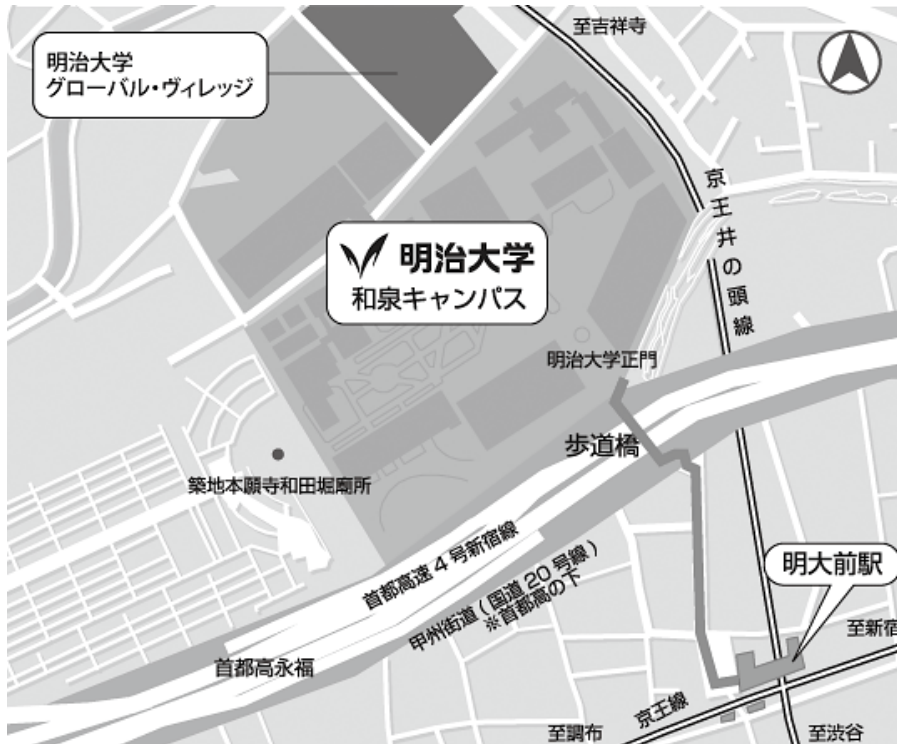 至吉祥寺
明治大学
グローバル・ヴィレッジ
京王井の頭線
明治大学
和泉キャンパス
明治大学正門
歩道橋
築地本願寺和田堀廟所
首都高速4号新宿線
甲州街道(国道20号線)
※首都高の下
明大前駅
至新宿
首都高永福
京王線
至調布
至渋谷